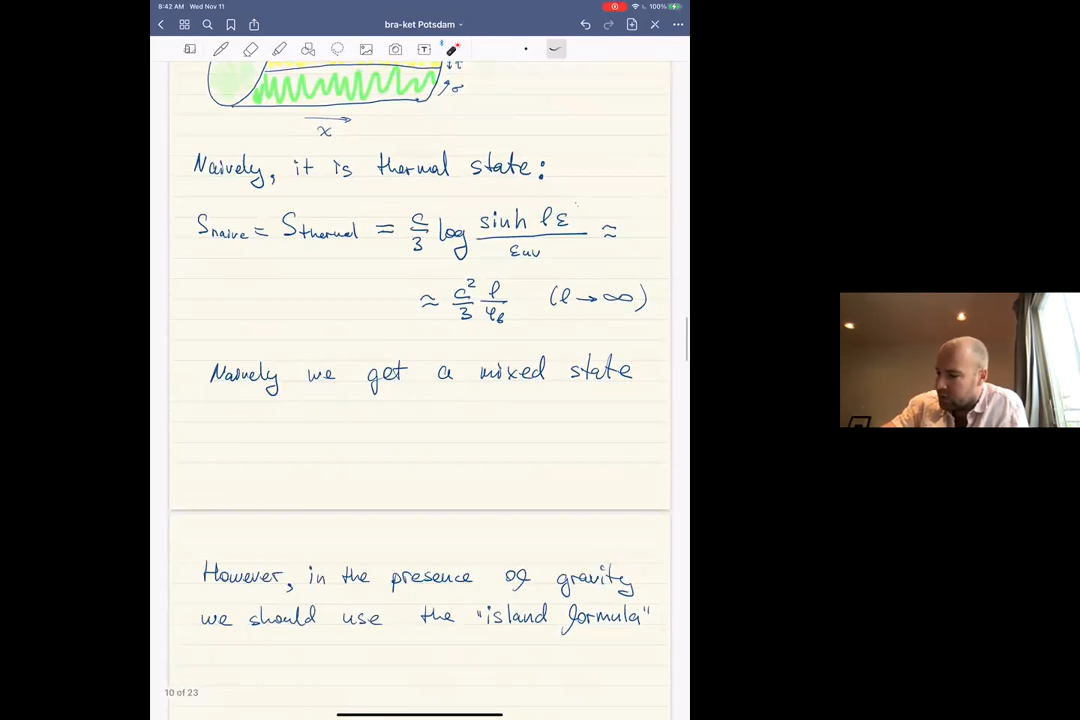 8:42 AM Wed Nov 11
100%
bra-ket Potsdam
↓τ
↗σ
x
Naively, it is thermal state:
S_naive = S_thermal = c/3 log (sinh ℓε / ε_uv) ≈
≈ c²/3 ℓ/φ_b (ℓ→∞)
Naively we get a mixed state
However, in the presence of gravity
we should use the "island formula"
10 of 23